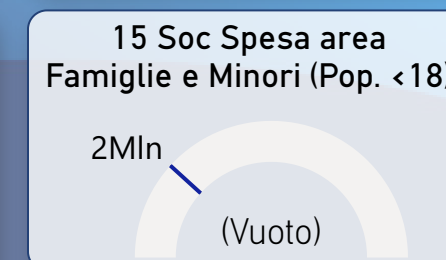 15 Soc Spesa area
Famiglie e Minori (Pop. <18)
2Mln
(Vuoto)